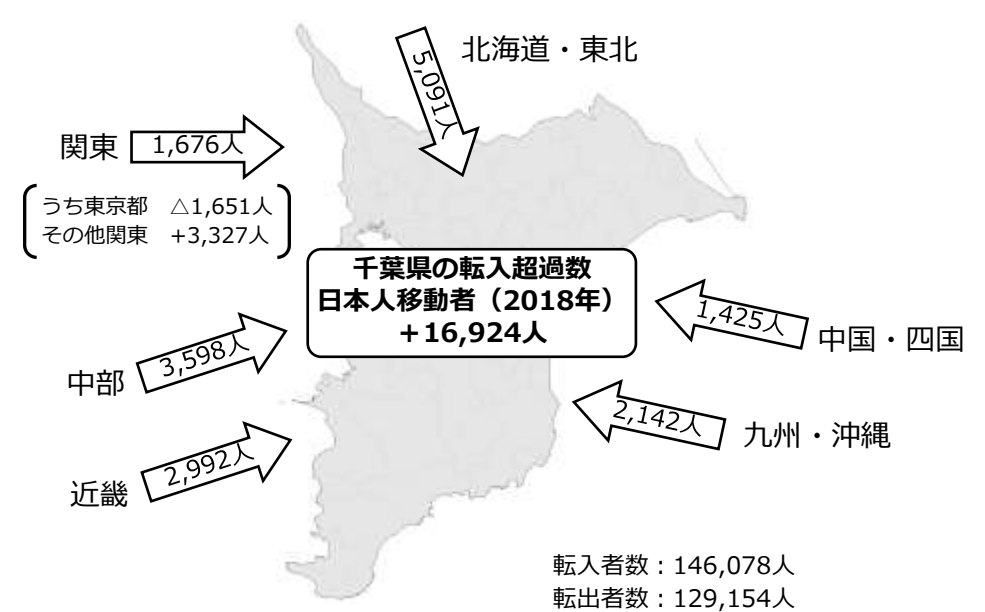 北海道・東北
5,091人
関東
1,676人
うち東京都　△1,651人
その他関東　+3,327人
千葉県の転入超過数
日本人移動者（2018年）
+16,924人
1,425人
中国・四国
中部
3,598人
2,142人
九州・沖縄
近畿
2,992人
転入者数：146,078人
転出者数：129,154人